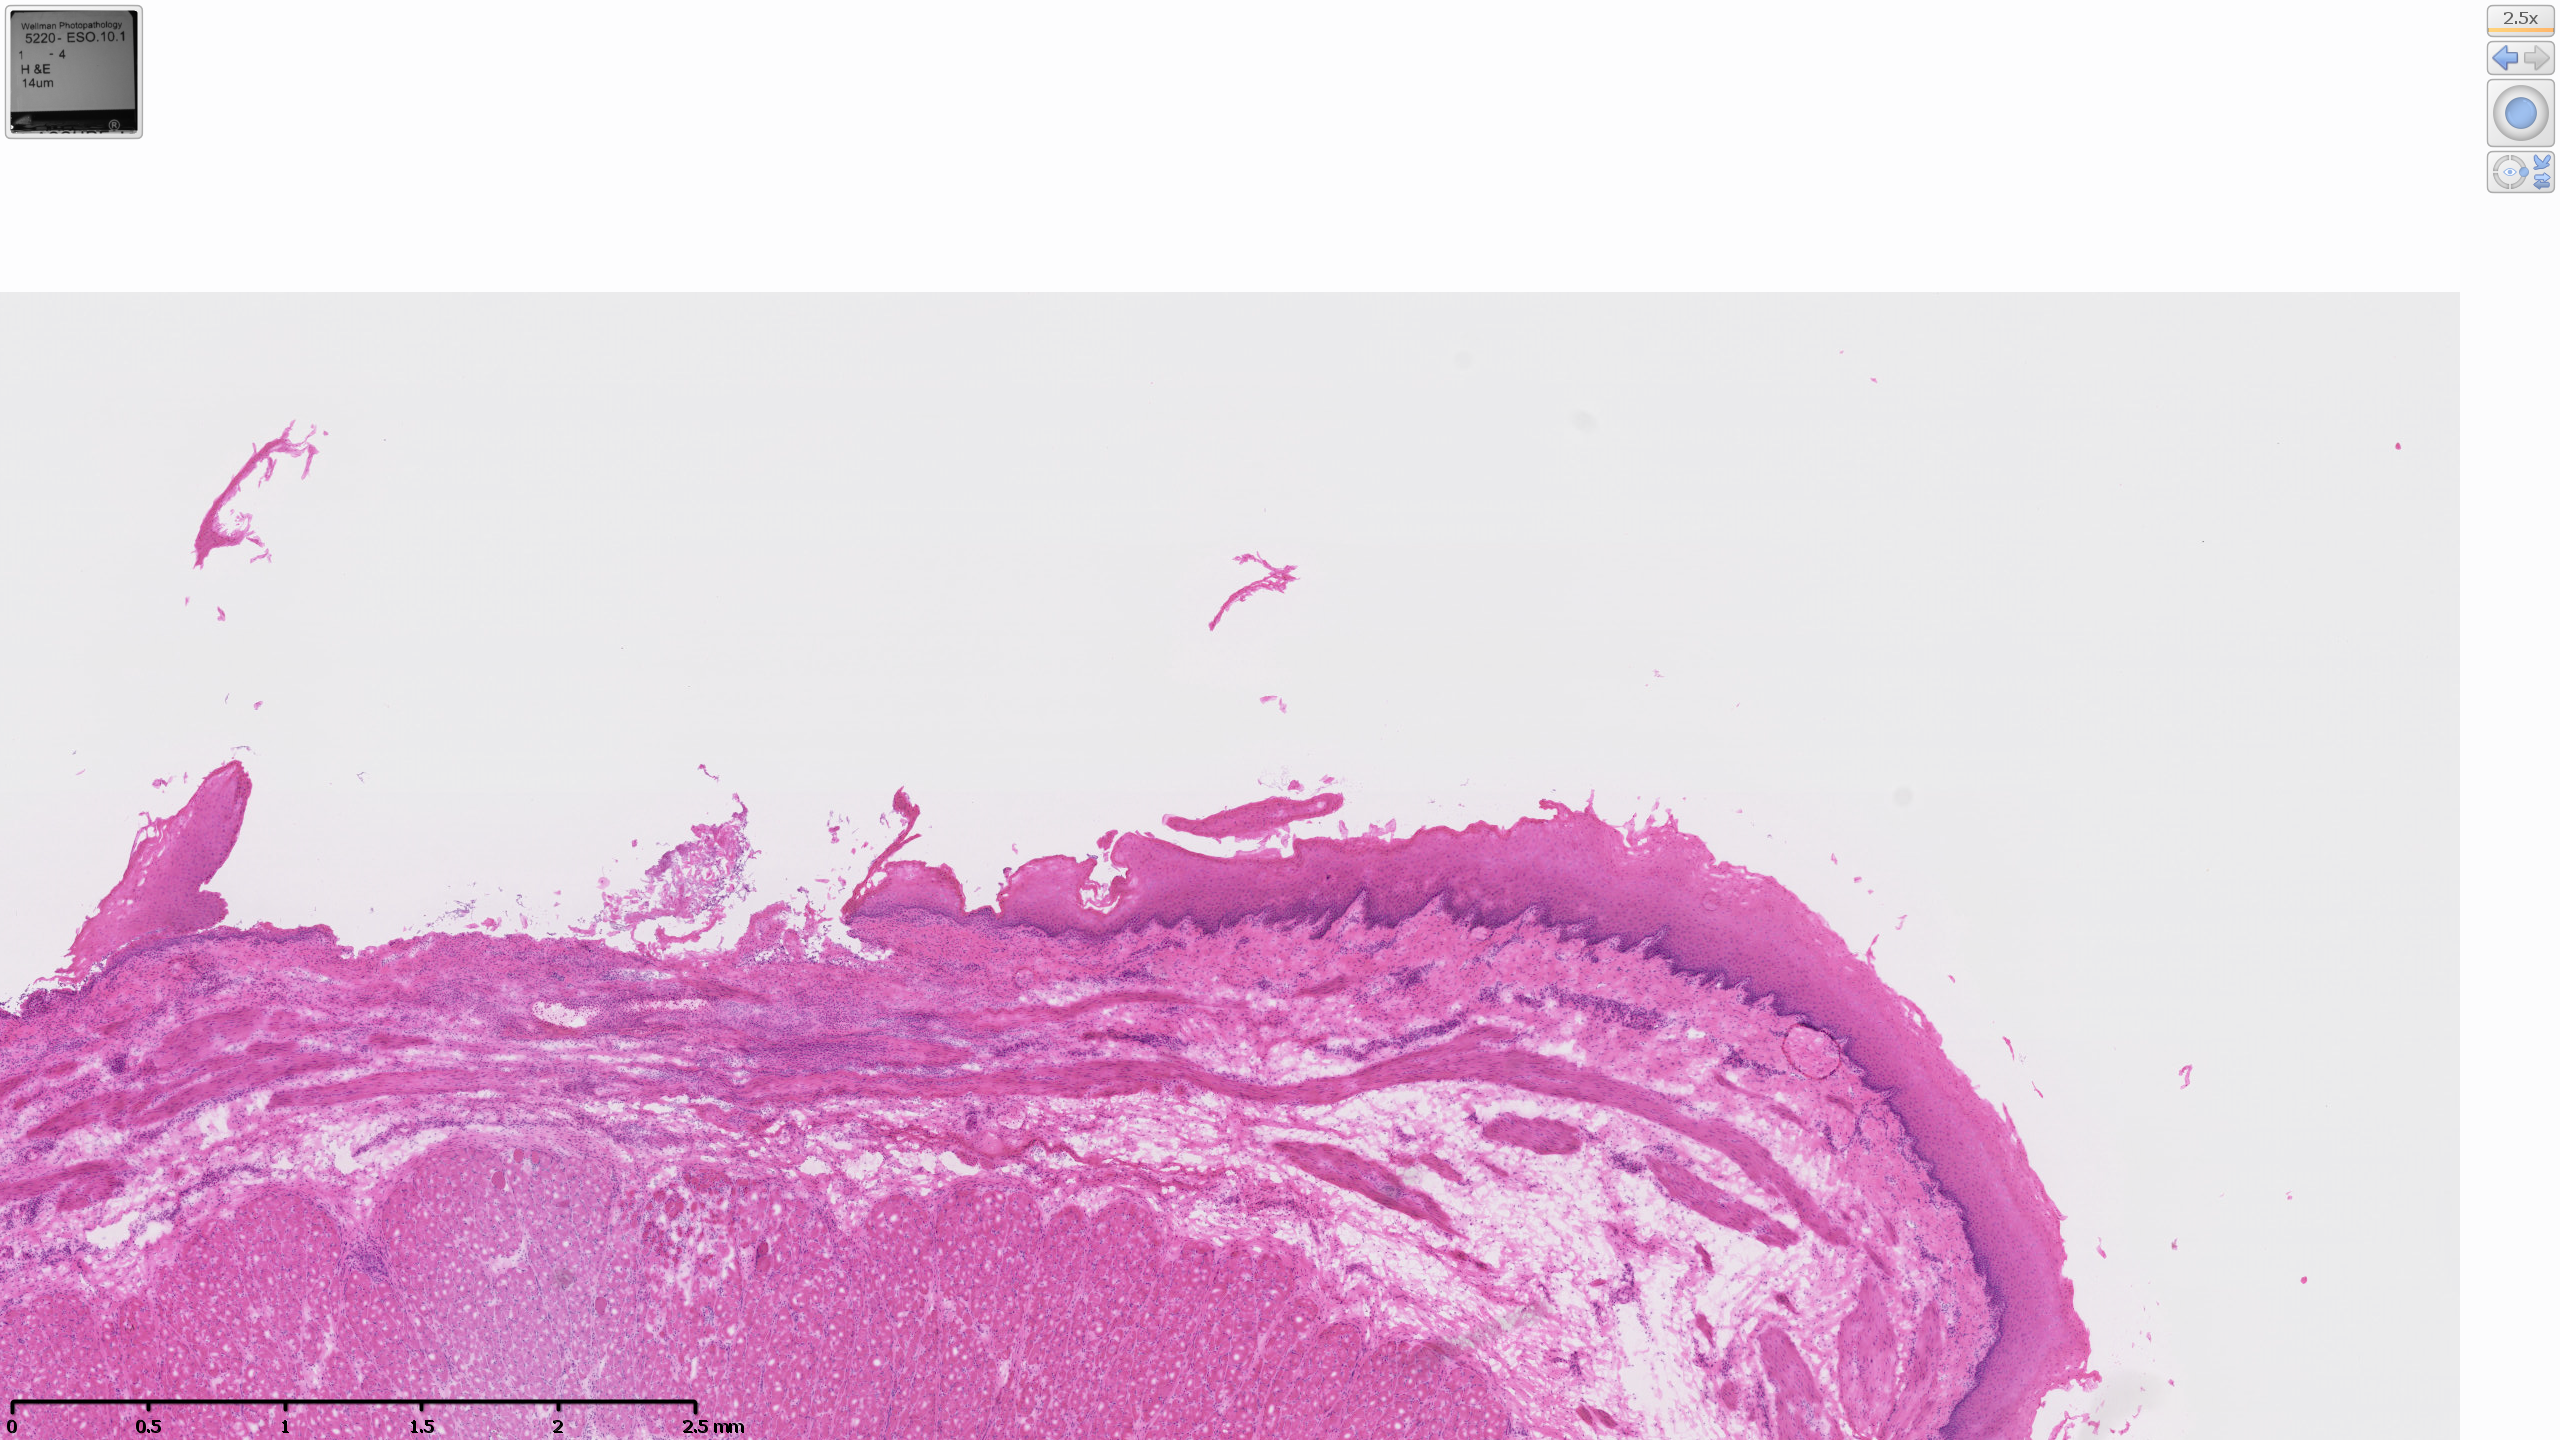 Wellman Photopathology
5220- ESO.10.1
1 - 4
H &E
14um
®
2.5x
0 0.5 1 1.5 2 2.5 mm